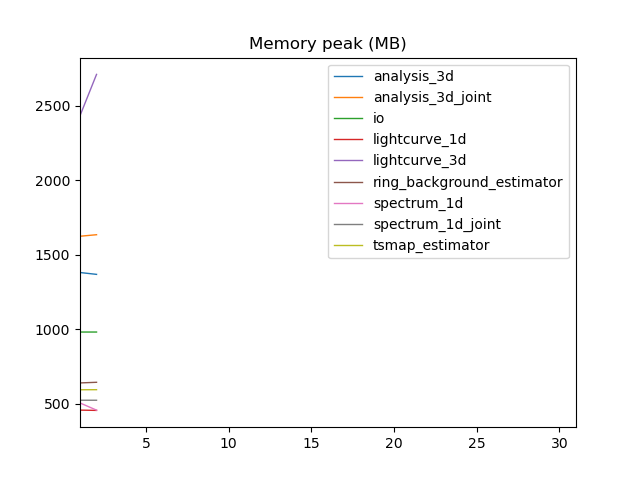 Memory peak (MB)
analysis_3d
analysis_3d_joint
io
lightcurve_1d
lightcurve_3d
ring_background_estimator
spectrum_1d
spectrum_1d_joint
tsmap_estimator
2500
2000
1500
1000
500
5 10 15 20 25 30